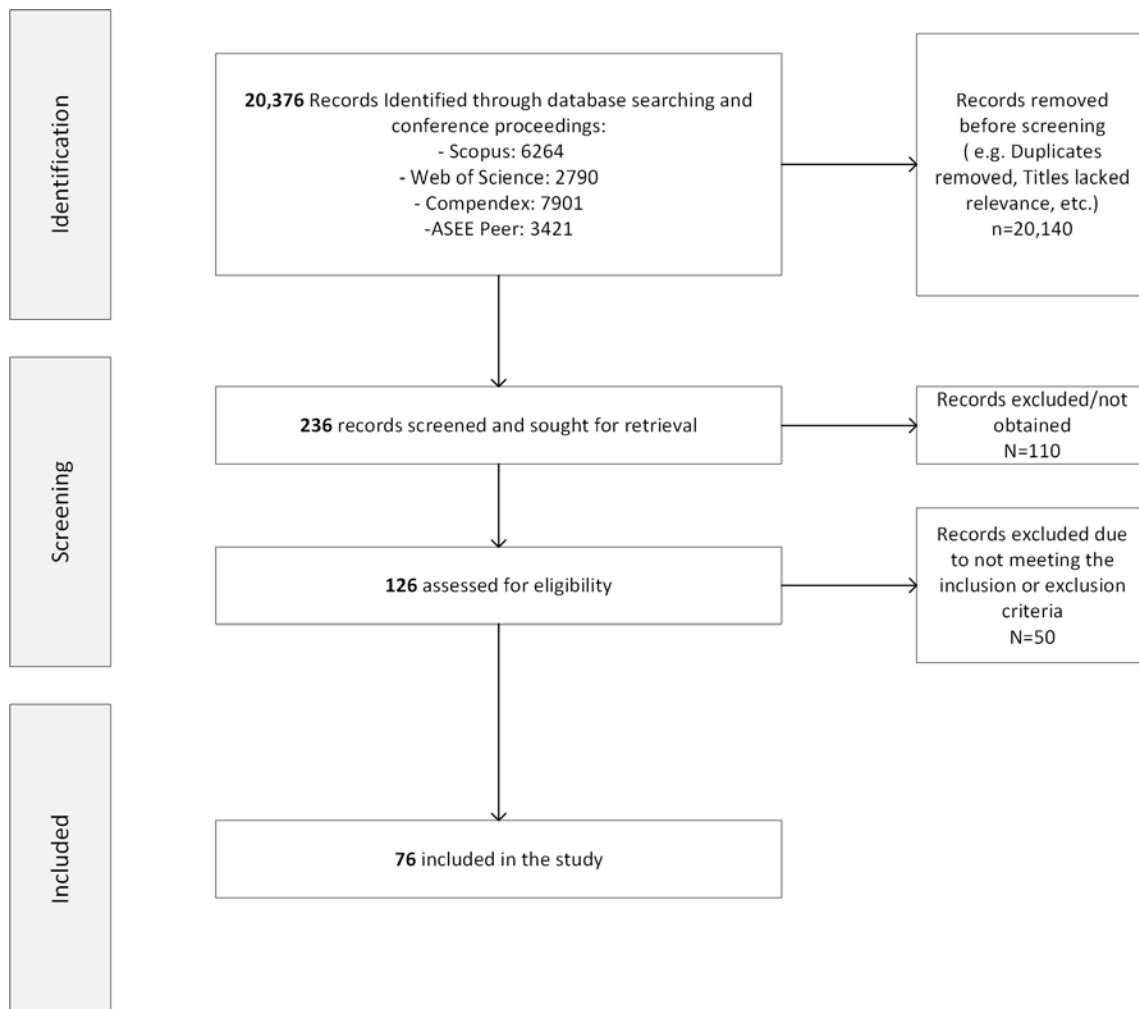 Identification
20,376 Records Identified through database searching and
conference proceedings:
- Scopus: 6264
- Web of Science: 2790
- Compendex: 7901
-ASEE Peer: 3421
Records removed
before screening
( e.g. Duplicates
removed, Titles lacked
relevance, etc.)
n=20,140
Screening
236 records screened and sought for retrieval
Records excluded/not
obtained
N=110
126 assessed for eligibility
Records excluded due
to not meeting the
inclusion or exclusion
criteria
N=50
Included
76 included in the study